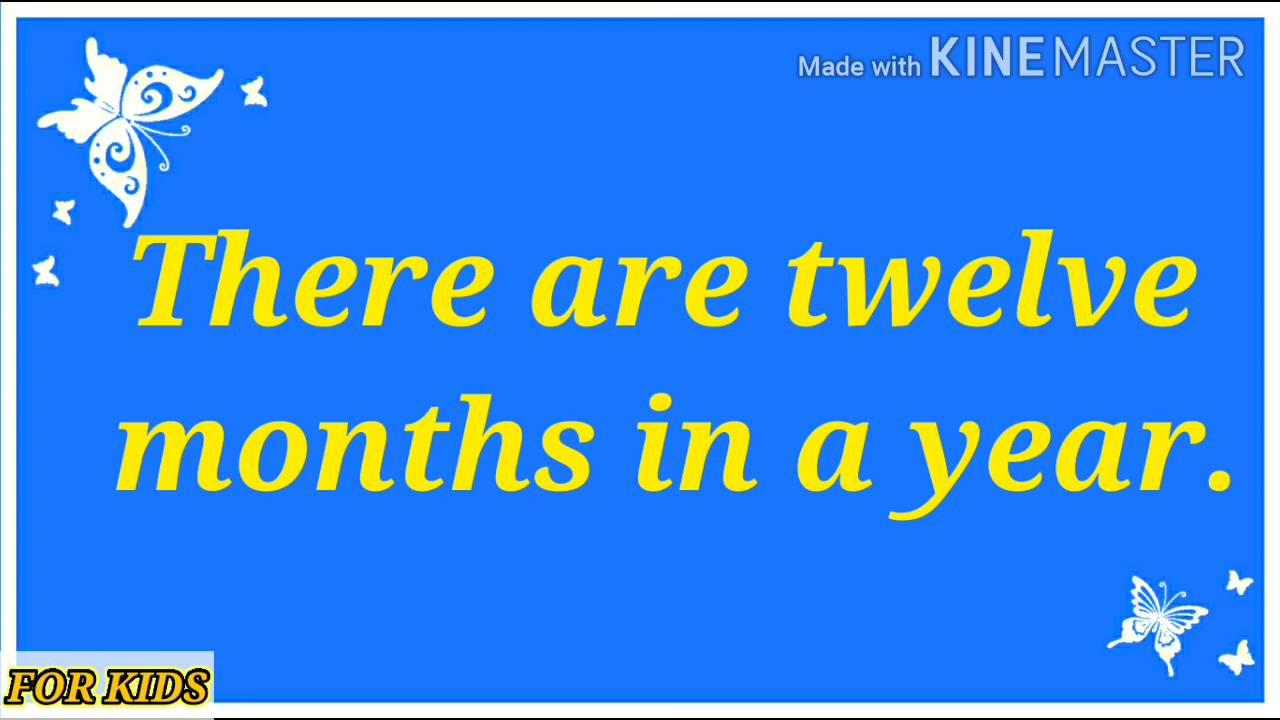 Made with KINEMASTER
There are twelve
months in a year.
FOR KIDS